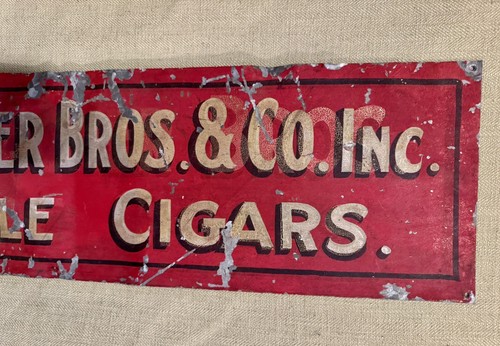 ER. BROS. & CO. INC.
LE CIGARS.